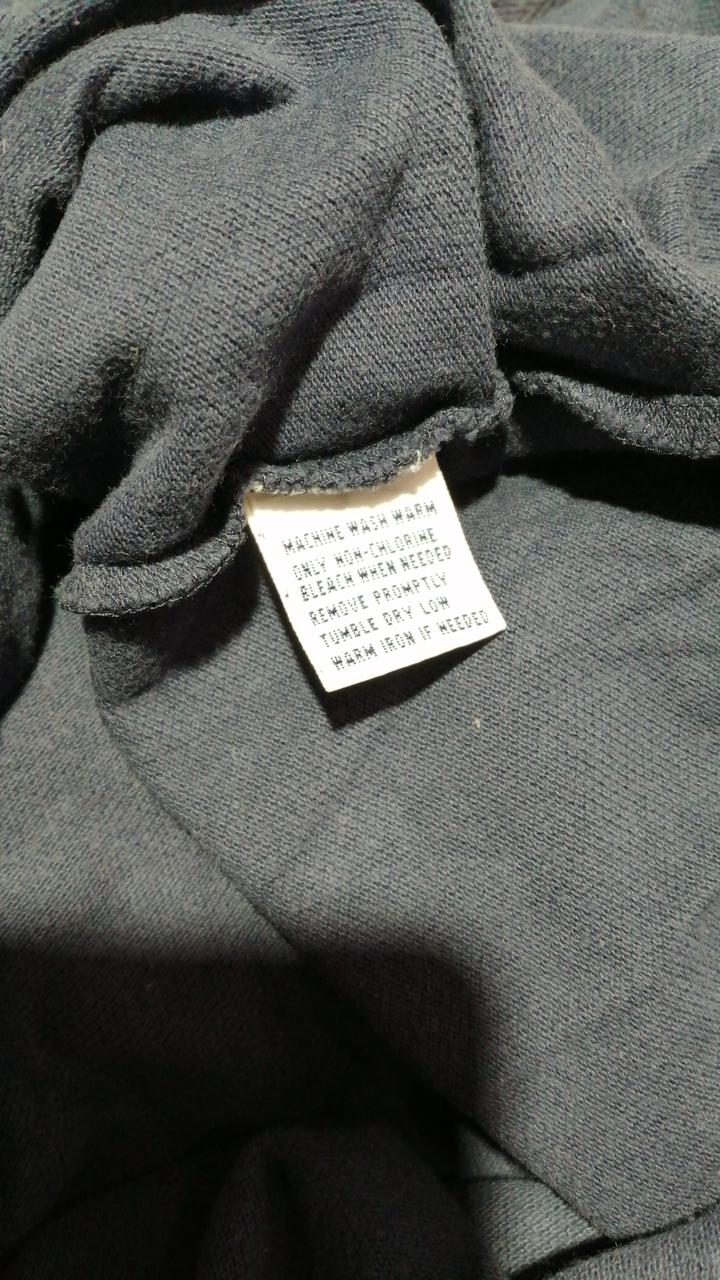 MACHINE WASH WARM
ONLY NON-CHLORINE
BLEACH WHEN NEEDED
REMOVE PROMPTLY
TUMBLE DRY LOW
WARM IRON IF NEEDED